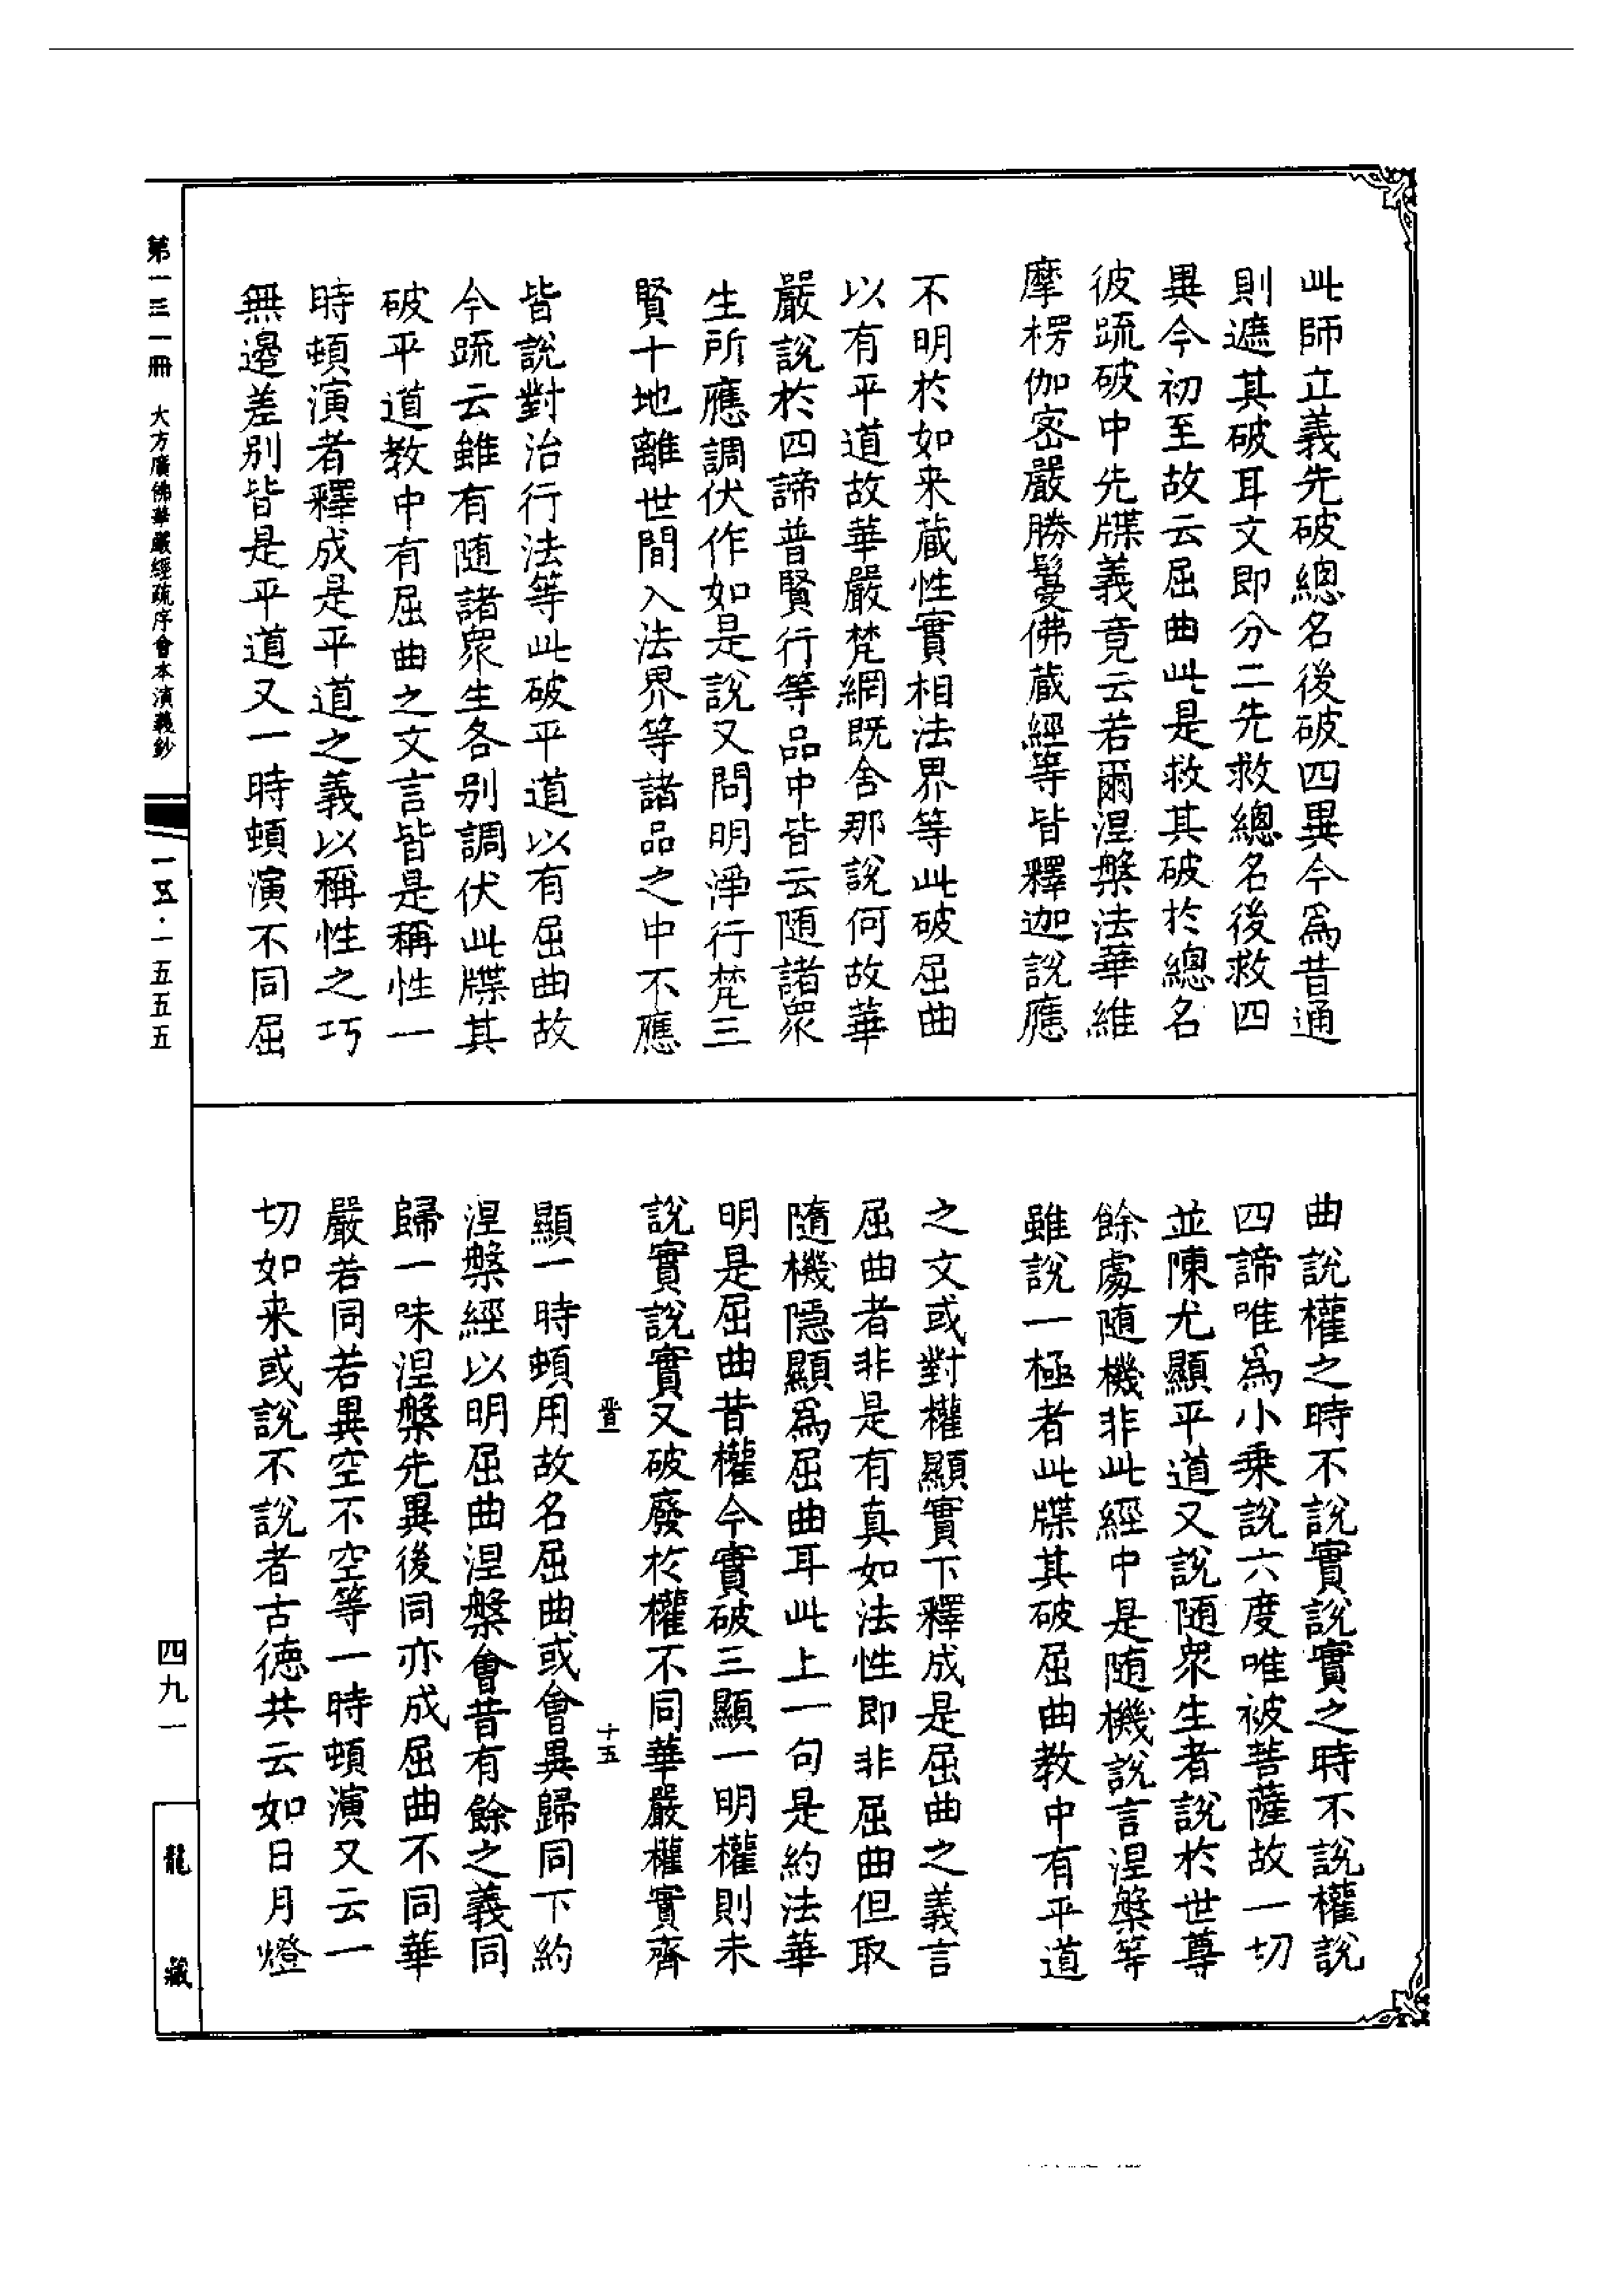 此師立義先破總名後破四異今爲昔通
則遮其破耳文即分二先救總名後救四
異今初至故云屈曲此是救其破於總名
彼疏破中先牒義竟云若爾涅槃法華維
摩楞伽密嚴勝鬘佛藏經等皆釋迦說應
不明於如来藏性實相法界等此破屈曲
以有平道故華嚴梵網既舍那說何故華
嚴說於四諦普賢行等品中皆云随諸衆
生所應調伏作如是說又問明淨行梵三
賢十地離世間入法界等諸品之中不應
皆說對治行法等此破平道以有屈曲故
今疏云雖有随諸衆生各别調伏此牒其
破平道教中有屈曲之文言皆是稱性一
時頓演者釋成是平道之義以稱性之巧
無邊差别皆是平道又一時頓演不同屈
曲說權之時不說實說實之時不說權說
四諦唯爲小乗說六度唯被菩薩故一切
並陳尤顯平道又說随衆生者說於世尊
餘處随機非此經中是随機說言涅槃等
雖說一極者此牒其破屈曲教中有平道
之文或對權顯實下釋成是屈曲之義言
屈曲者非是有真如法性即非屈曲但取
隨機隱顯爲屈曲耳此上一句是約法華
明是屈曲昔權今實破三顯一明權則未
說實說實又破廢於權不同華嚴權實齊
晋一 十五
顯一時頓用故名屈曲或會異歸同下約
涅槃經以明屈曲涅槃會昔有餘之義同
歸一味涅槃先異後同亦成屈曲不同華
嚴若同若異空不空等一時頓演又云一
切如来或說不說者古德共云如日月燈
第一三一冊 大方廣佛華嚴經疏序會本演義鈔
一五·一五五五
四九一
龍藏